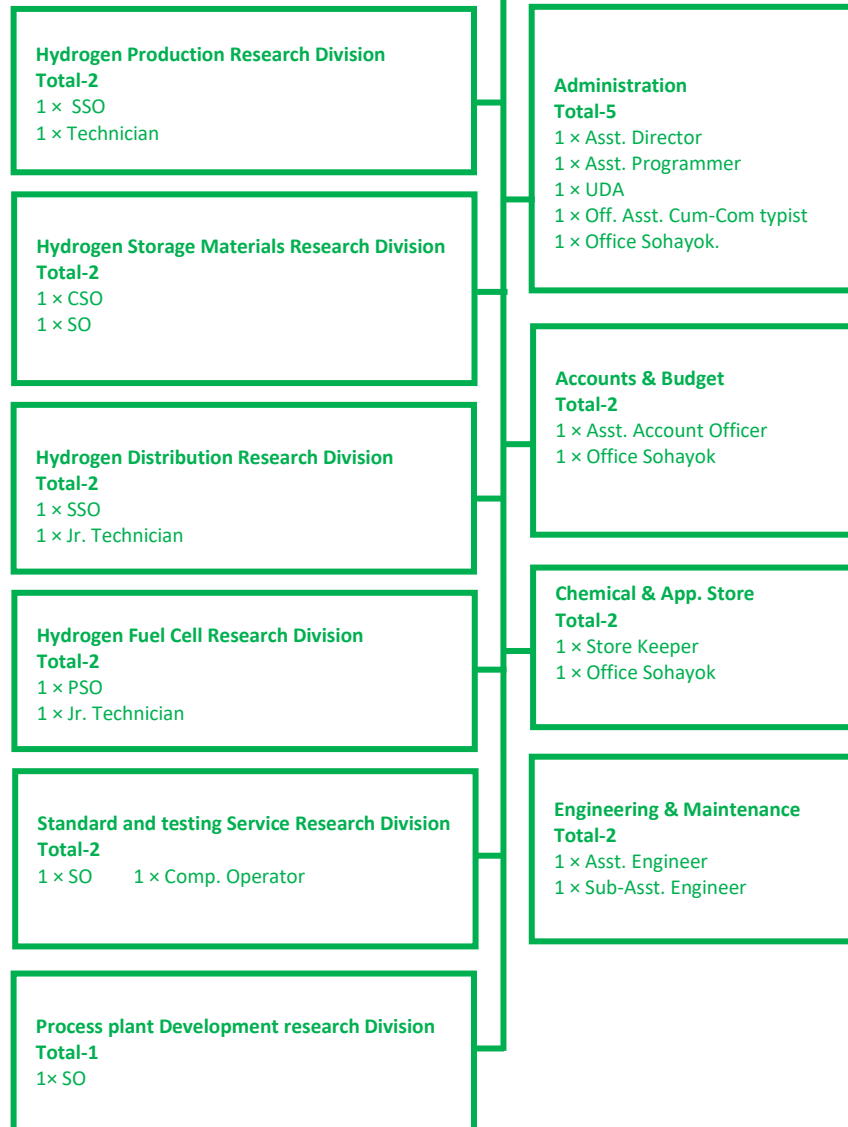 Hydrogen Production Research Division
Total-2
1 × SSO
1 × Technician
Hydrogen Storage Materials Research Division
Total-2
1 × CSO
1 × SO
Hydrogen Distribution Research Division
Total-2
1 × SSO
1 × Jr. Technician
Hydrogen Fuel Cell Research Division
Total-2
1 × PSO
1 × Jr. Technician
Standard and testing Service Research Division
Total-2
1 × SO 1 × Comp. Operator
Process plant Development research Division
Total-1
1× SO
Administration
Total-5
1 × Asst. Director
1 × Asst. Programmer
1 × UDA
1 × Off. Asst. Cum-Com typist
1 × Office Sohayok.
Accounts & Budget
Total-2
1 × Asst. Account Officer
1 × Office Sohayok
Chemical & App. Store
Total-2
1 × Store Keeper
1 × Office Sohayok
Engineering & Maintenance
Total-2
1 × Asst. Engineer
1 × Sub-Asst. Engineer